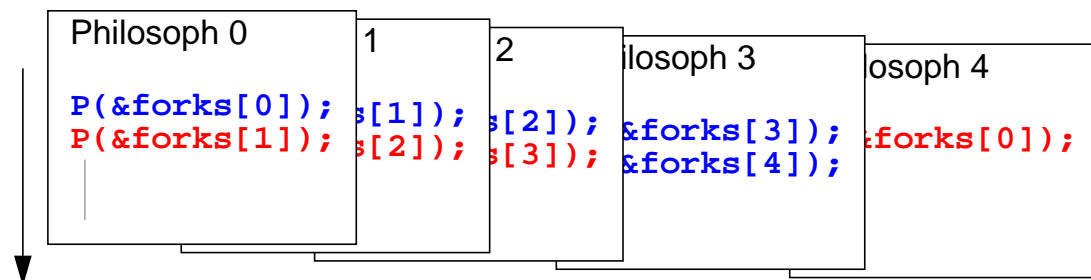 Philosoph 0
P(&forks[0]);
P(&forks[1]);
1
s[1]);
s[2]);
2
s[2]);
s[3]);
ilosoph 3
&forks[3]);
&forks[4]);
losoph 4
&forks[0]);